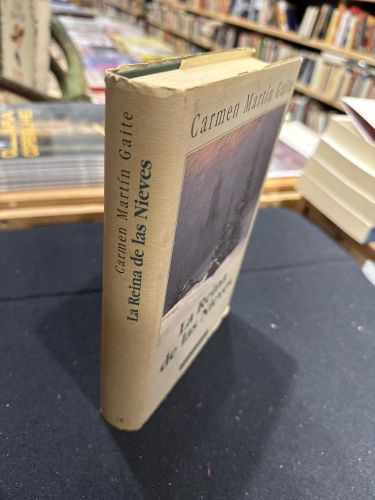 Carmen Martín Gaite
La Reina de las Nieves
Carmen Martín Gaite
La Reina
de las Nieves